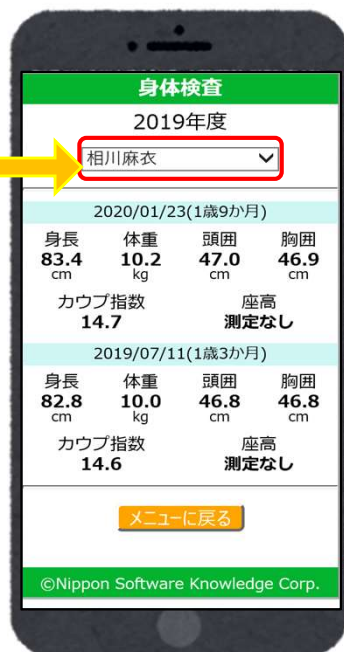 身体検査
2019年度
相川麻衣
2020/01/23(1歳9か月)
身長 体重 頭囲 胸囲
83.4 10.2 47.0 46.9
cm kg cm cm
カウプ指数 座高
14.7 測定なし
2019/07/11(1歳3か月)
身長 体重 頭囲 胸囲
82.8 10.0 46.8 46.8
cm kg cm cm
カウプ指数 座高
14.6 測定なし
メニューに戻る
©Nippon Software Knowledge Corp.